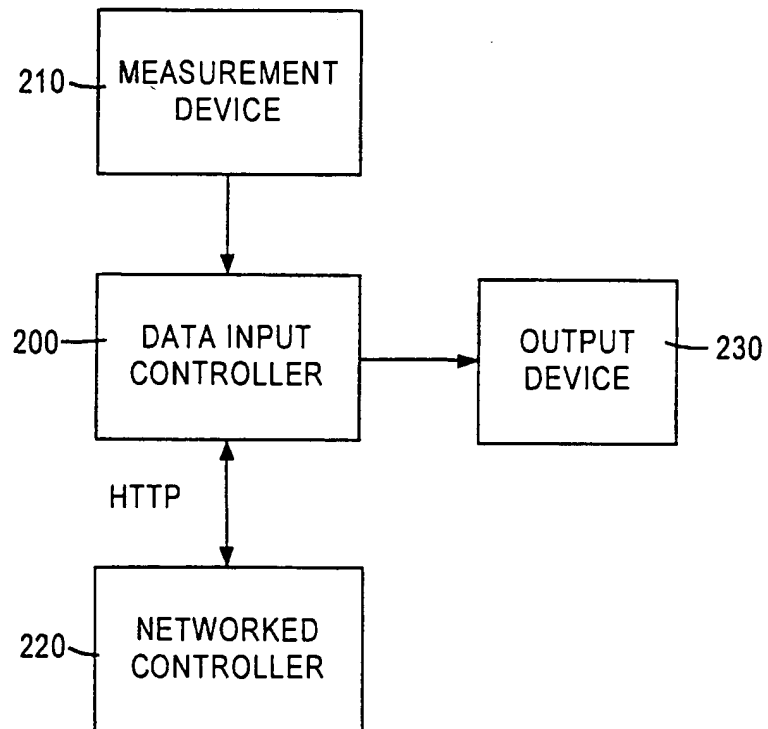 210
MEASUREMENT
DEVICE
200
DATA INPUT
CONTROLLER
OUTPUT
DEVICE
230
HTTP
220
NETWORKED
CONTROLLER